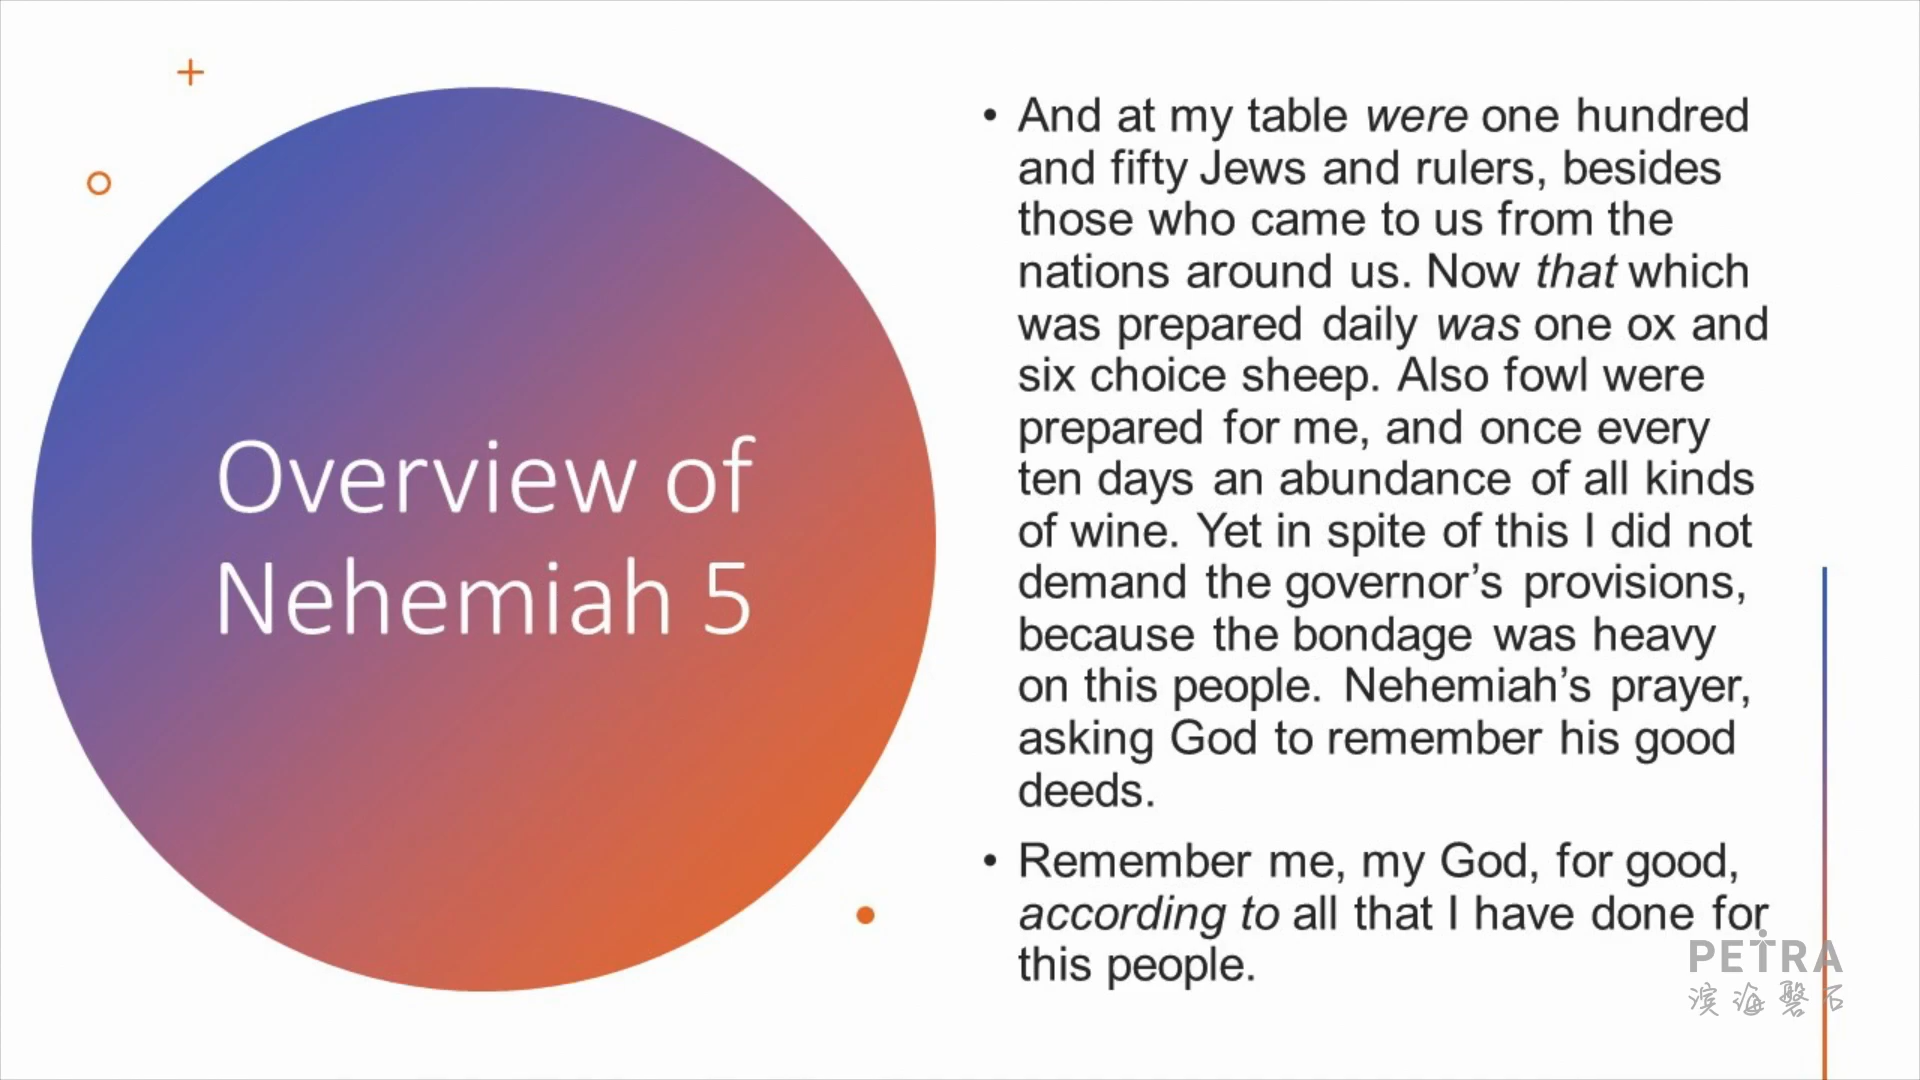 Overview of
Nehemiah 5
• And at my table were one hundred
and fifty Jews and rulers, besides
those who came to us from the
nations around us. Now that which
was prepared daily was one ox and
six choice sheep. Also fowl were
prepared for me, and once every
ten days an abundance of all kinds
of wine. Yet in spite of this I did not
demand the governor’s provisions,
because the bondage was heavy
on this people. Nehemiah’s prayer,
asking God to remember his good
deeds.
• Remember me, my God, for good,
according to all that I have done for
this people.
PETRA
滨海磐石